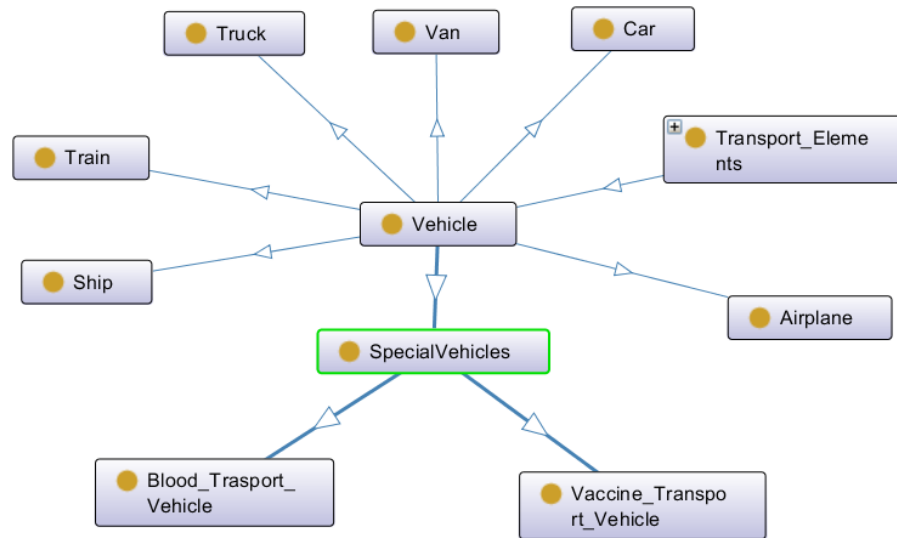 Truck
Van
Car
Transport_Eleme
nts
Train
Vehicle
Ship
Airplane
SpecialVehicles
Blood_Trasport_
Vehicle
Vaccine_Transpo
rt_Vehicle